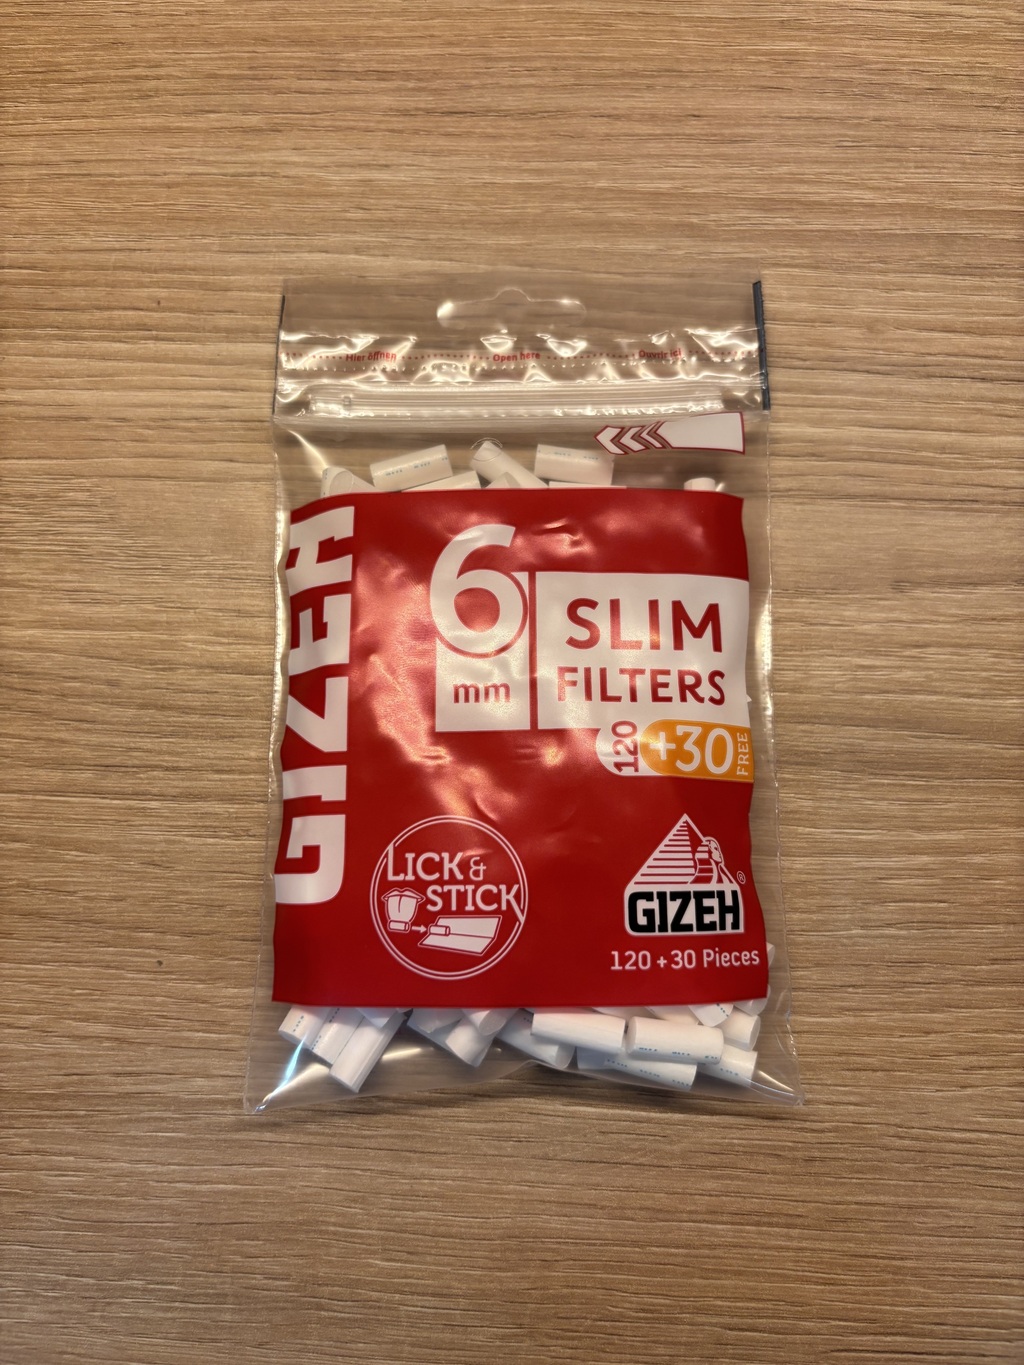 Hier öffnen
Open here
Ouvrir ici
GIZEH
6
mm
SLIM
FILTERS
120
+30
FREE
LICK &
STICK
GIZEH®
120 + 30 Pieces